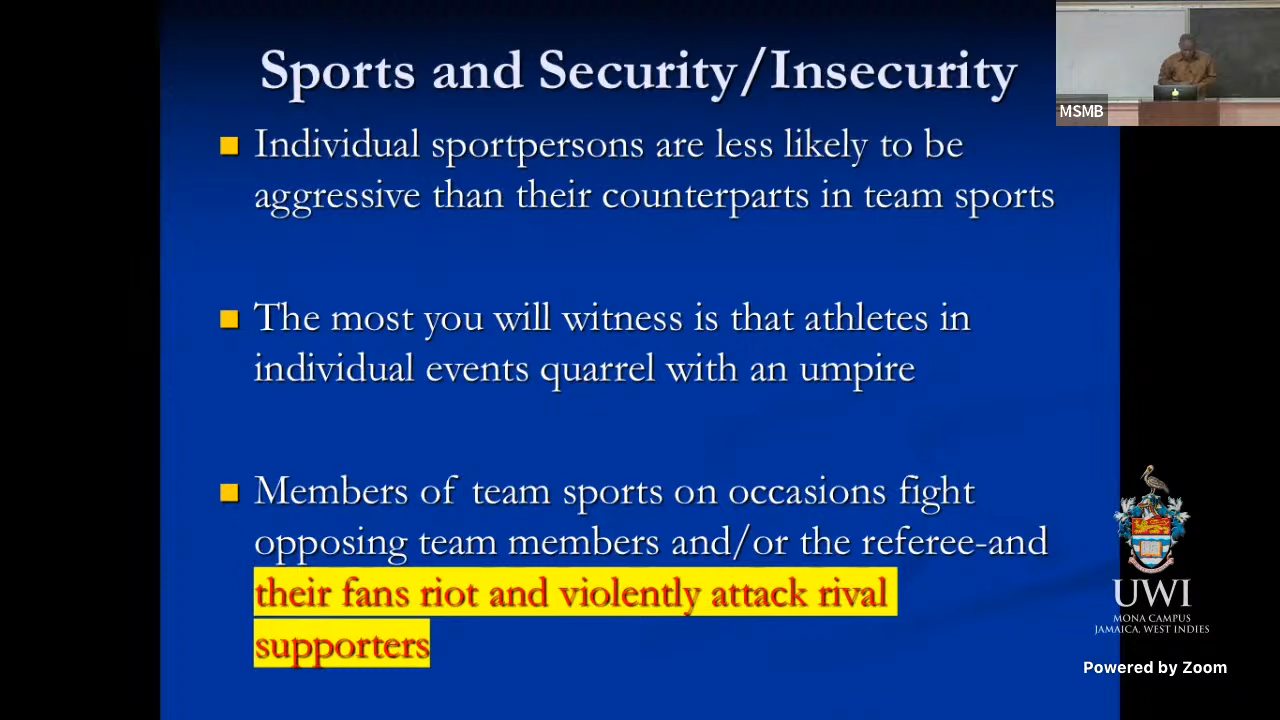 Sports and Security/Insecurity
MSMB
Individual sportpersons are less likely to be
aggressive than their counterparts in team sports
The most you will witness is that athletes in
individual events quarrel with an umpire
Members of team sports on occasions fight
opposing team members and/or the referee-and
their fans riot and violently attack rival
supporters
UWI
MONA CAMPUS
JAMAICA, WEST INDIES
Powered by Zoom